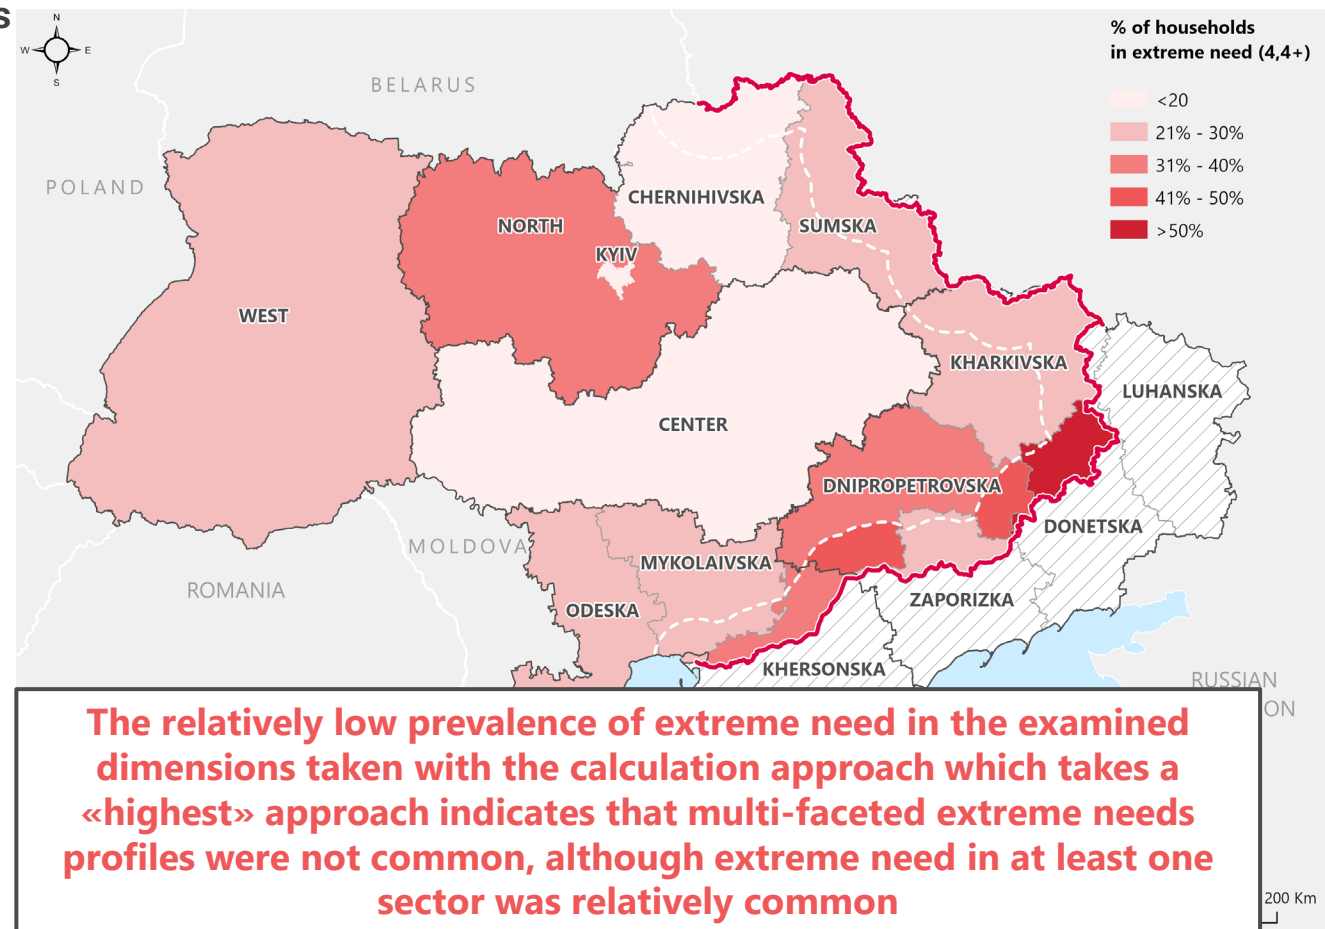 s
N
W E
S
% of households
in extreme need (4,4+)
<20
21% - 30%
31% - 40%
41% - 50%
>50%
BELARUS
POLAND
CHERNIHIVSKA
NORTH
SUMSKA
KYIV
WEST
KHARKIVSKA
LUHANSKA
CENTER
DNIPROPETROVSKA
DONETSKA
MOLDOVA
MYKOLAIVSKA
ROMANIA
ODESKA
ZAPORIZKA
KHERSONSKA
RUSSIAN
ON
The relatively low prevalence of extreme need in the examined
dimensions taken with the calculation approach which takes a
«highest» approach indicates that multi-faceted extreme needs
profiles were not common, although extreme need in at least one
sector was relatively common
200 Km